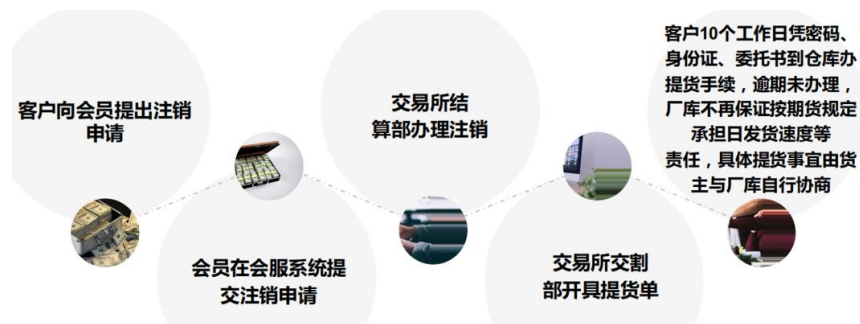 客户向会员提出注销
申请
会员在会服系统提
交注销申请
交易所结
算部办理注销
交易所交割
部开具提货单
客户10个工作日凭密码、
身份证、委托书到仓库办
提货手续，逾期未办理，
厂库不再保证按期货规定
承担日发货速度等
责任，具体提货事宜由货
主与厂库自行协商